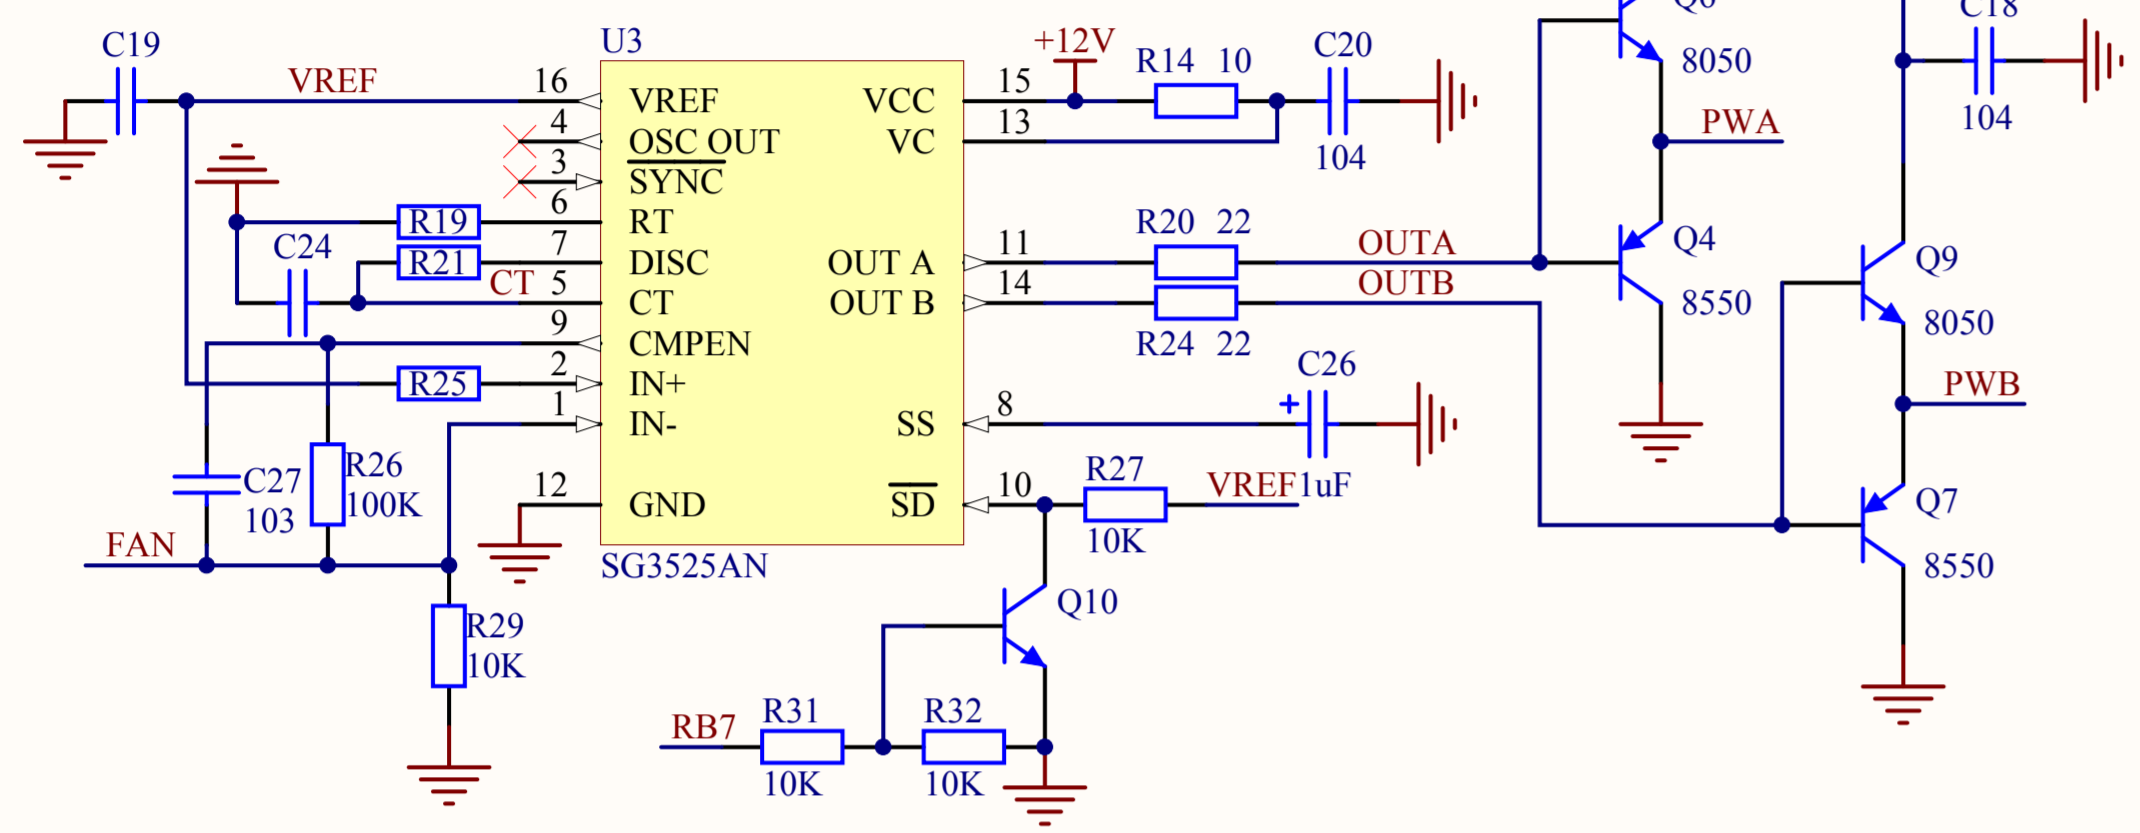 C19
VREF
U3
16
VREF
4
OSC OUT
3
SYNC
6
RT
R19
7
DISC
R21
C24
CT
5
CT
9
CMPEN
2
IN+
R25
1
IN-
12
GND
C27
103
R26
100K
FAN
R29
10K
SG3525AN
VCC
15
+12V
R14 10
C20
104
VC
13
OUT A
11
R20 22
OUTA
OUT B
14
R24 22
OUTB
SS
8
C26
+
1uF
SD
10
R27
10K
VREF
Q10
RB7
R31
10K
R32
10K
8050
PWA
Q4
8550
C18
104
Q9
8050
PWB
Q7
8550